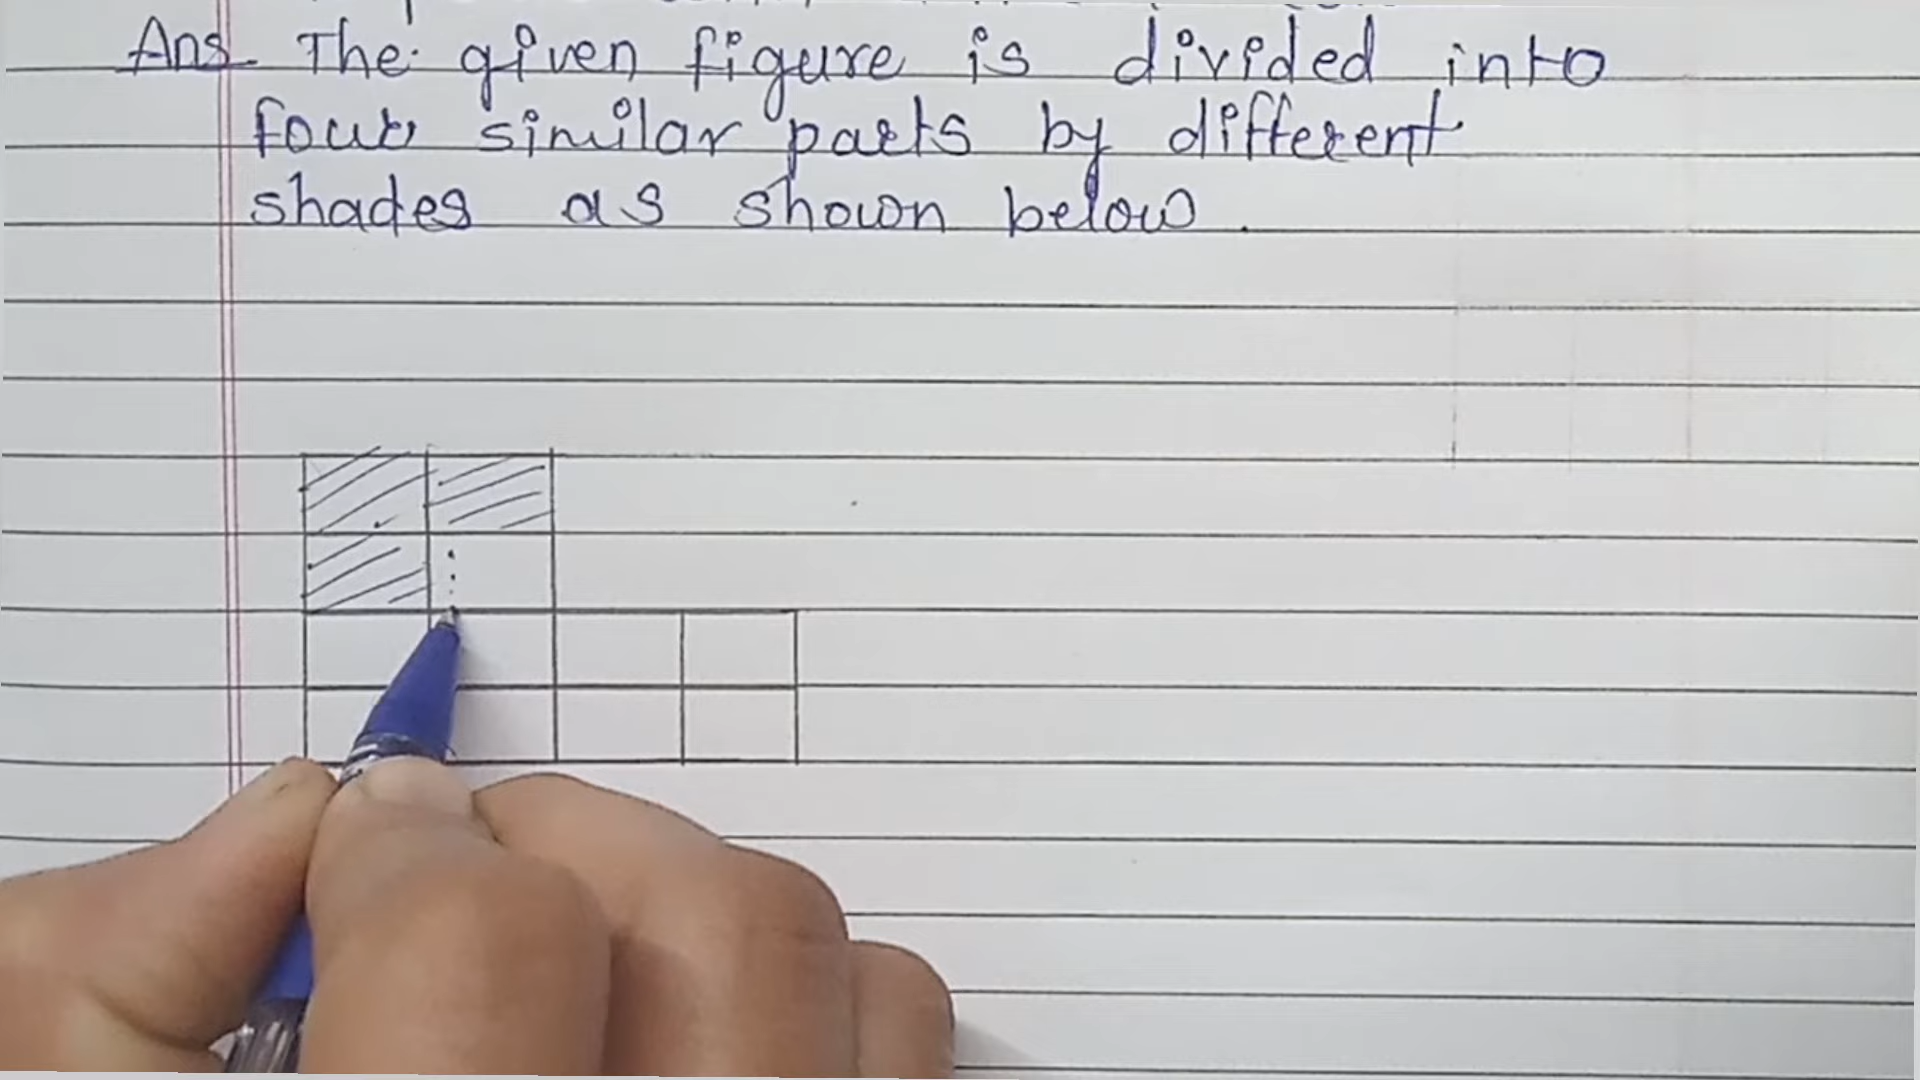 Ans. The given figure is divided into
four similar parts by different
shades as shown below.